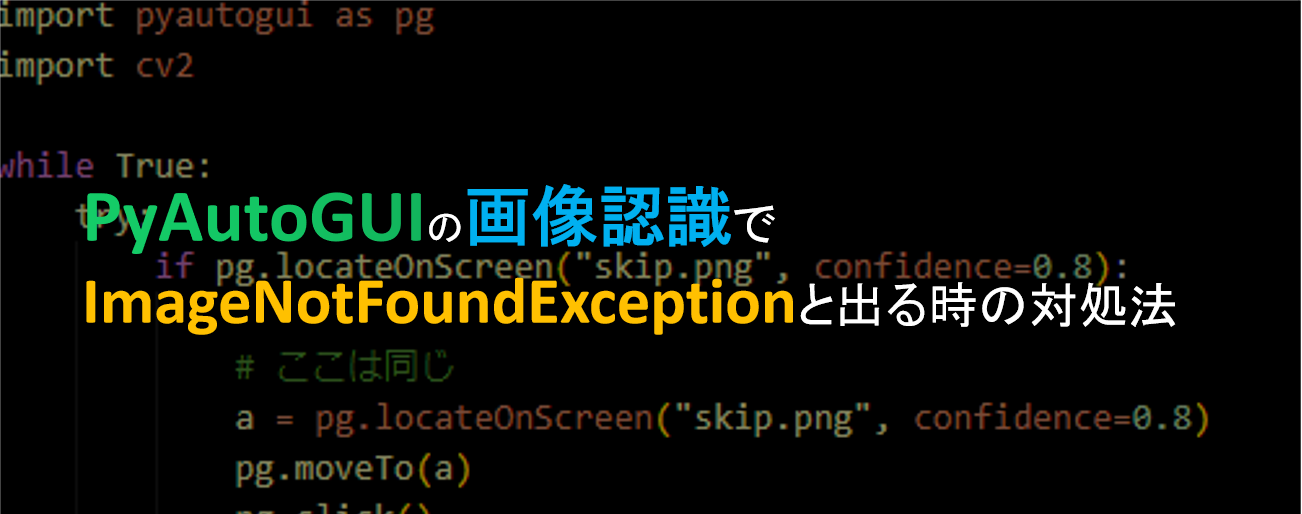 import pyautogui as pg
import cv2
while True:
try:
PyAutoGUIの画像認識で
if pg.locateOnScreen("skip.png", confidence=0.8):
ImageNotFoundExceptionと出る時の対処法
# ここは同じ
a = pg.locateOnScreen("skip.png", confidence=0.8)
pg.moveTo(a)
pg.click()